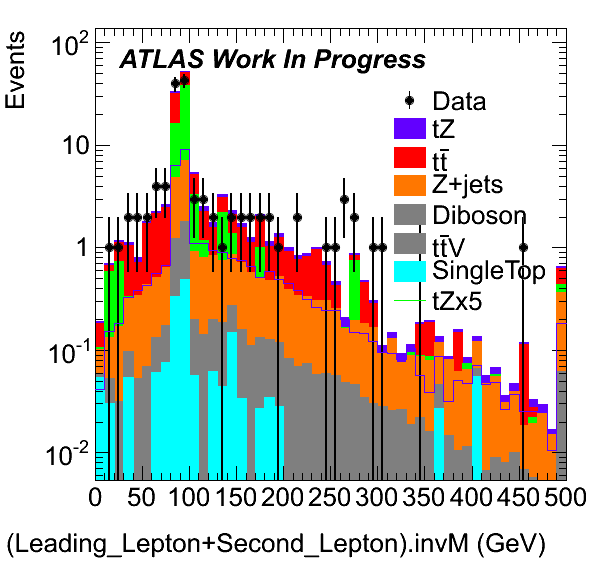 Events
10²
10
1
10⁻¹
10⁻²
ATLAS Work In Progress
Data
tZ
tt̄
Z+jets
Diboson
tt̄V
SingleTop
tZx5
0 50 100 150 200 250 300 350 400 450 500
(Leading_Lepton+Second_Lepton).invM (GeV)